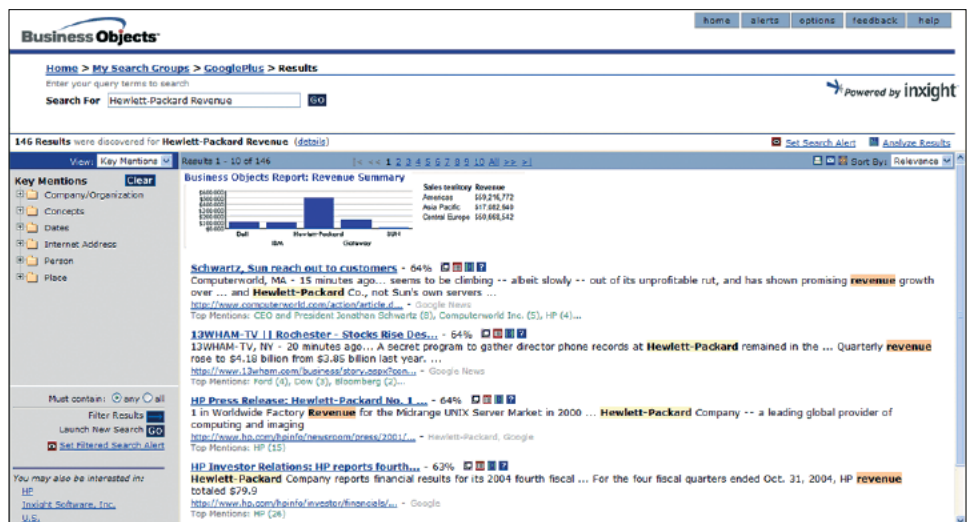 Business Objects
home alerts options feedback help
Home > My Search Groups > GooglePlus > Results
Enter your query terms to search
Search For Hewlett-Packard Revenue GO
Powered by inxight
146 Results were discovered for Hewlett-Packard Revenue (details)
Set Search Alert Analyze Results
View: Key Mentions Results 1 - 10 of 146 |< << 1 2 3 4 5 6 7 8 9 10 All >> >| Sort By: Relevance
Key Mentions Clear
Company/Organization
Concepts
Dates
Internet Address
Person
Place
Business Objects Report: Revenue Summary
Sales territory Revenue
Americas
Asia Pacific
Central Europe
Dell Hewlett-Packard SUN
IBM Gateway
Schwartz, Sun reach out to customers - 64%
Computerworld, MA - 15 minutes ago... seems to be climbing -- albeit slowly -- out of its unprofitable rut, and has shown promising revenue growth
over ... and Hewlett-Packard Co., not Sun's own servers ...
http://www.computerworld.com/action/article.d... - Google News
Top Mentions: CEO and President Jonathan Schwartz (8), Computerworld Inc. (5), HP (4)...
13WHAM-TV || Rochester - Stocks Rise Des... - 64%
13WHAM-TV, NY - 20 minutes ago... A secret program to gather director phone records at Hewlett-Packard remained in the ... Quarterly revenue
rose to $4.18 billion from $3.85 billion last year. ...
http://www.13wham.com/business/story.aspx?con... - Google News
Top Mentions: Ford (4), Dow (3), Bloomberg (2)...
HP Press Release: Hewlett-Packard No. 1 ... - 64%
1 in Worldwide Factory Revenue for the Midrange UNIX Server Market in 2000 ... Hewlett-Packard Company -- a leading global provider of
computing and imaging
http://www.hp.com/hpinfo/newsroom/press/2001/... - Hewlett-Packard, Google
Top Mentions: HP (15)
HP Investor Relations: HP reports fourth... - 63%
Hewlett-Packard Company reports financial results for its 2004 fourth fiscal ... For the four fiscal quarters ended Oct. 31, 2004, HP revenue
totaled $79.9
http://www.hp.com/hpinfo/investor/financials/... - Google
Top Mentions: HP (26)
Must contain: any all
Filter Results
Launch New Search GO
Set Filtered Search Alert
You may also be interested in:
HP
Inxight Software, Inc.
U.S.